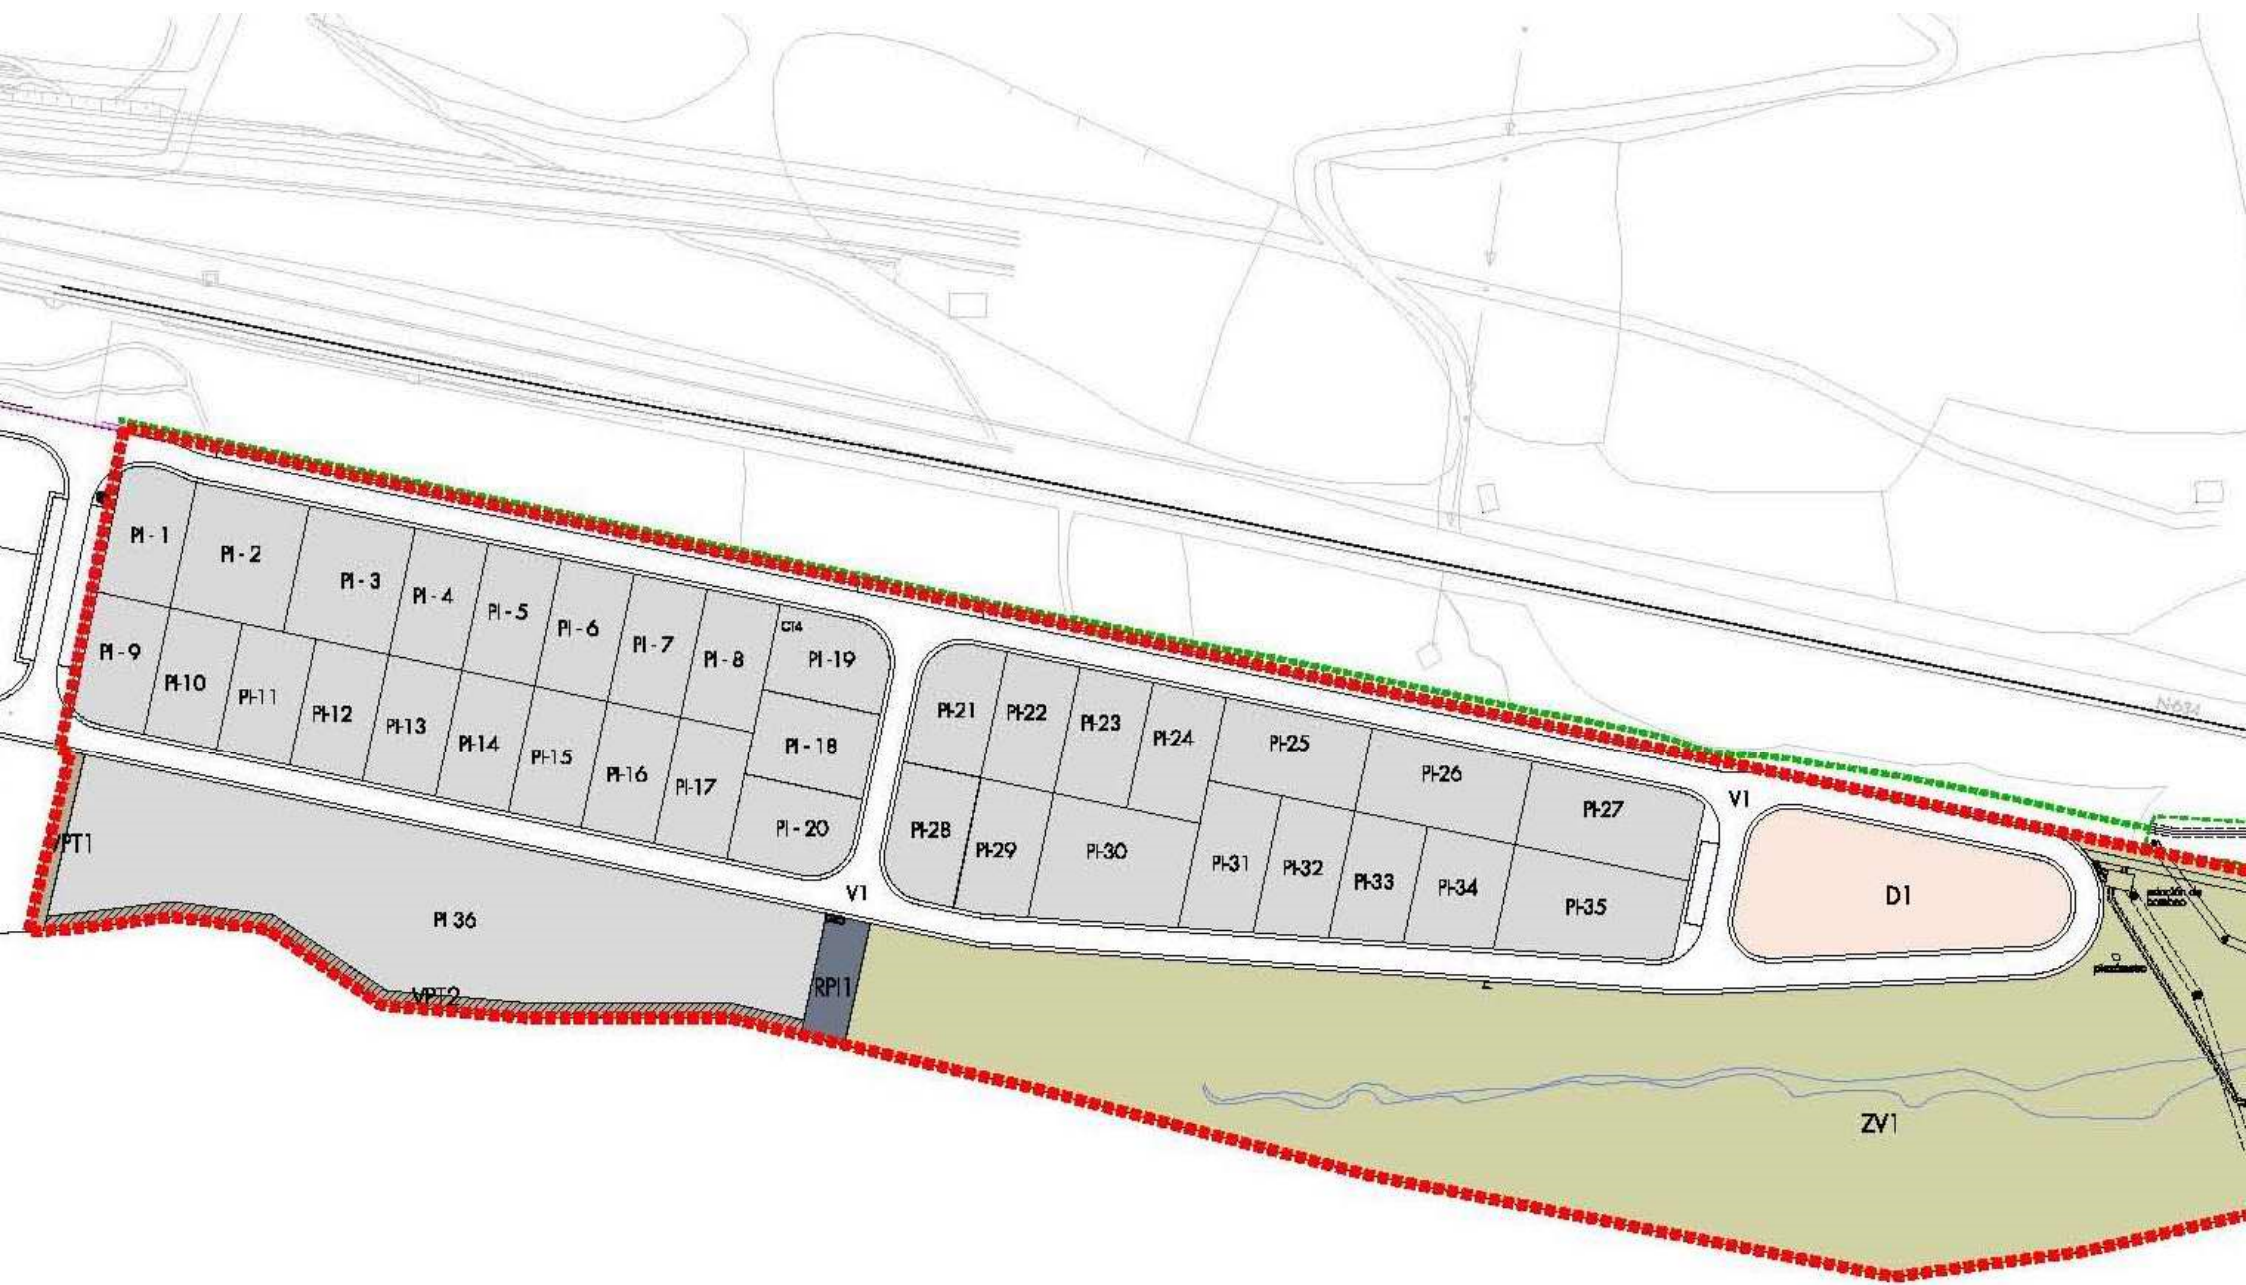 N-634
PI - 1
PI - 2
PI - 3
PI - 4
PI - 5
PI - 6
PI - 7
PI - 8
CT4
PI -19
PI - 9
PI-10
PI-11
PI-12
PI-13
PI-14
PI-15
PI-16
PI-17
PI - 18
PI - 20
PI-21
PI-22
PI-23
PI-24
PI-25
PI-26
PI-27
PI-28
PI-29
PI-30
PI-31
PI-32
PI-33
PI-34
PI-35
V1
V1
D1
estación de
bombeo
piezómetro
VPT1
PI 36
VPT2
RPI1
ZV1